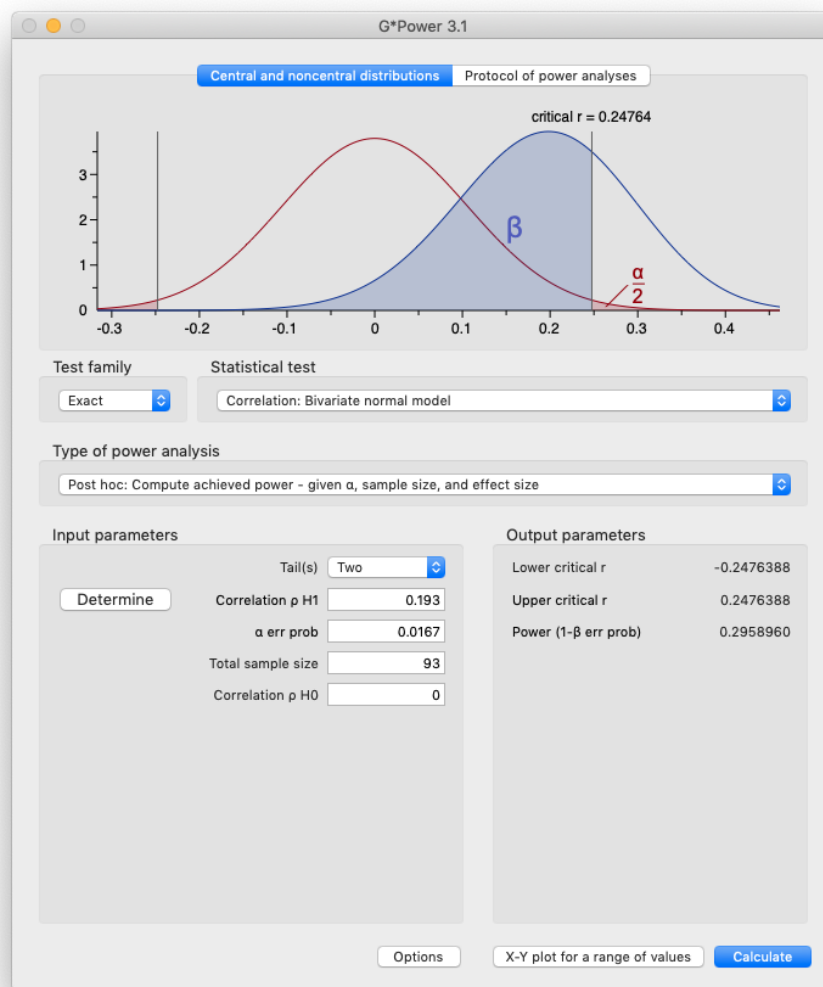 G*Power 3.1
Central and noncentral distributions Protocol of power analyses
critical r = 0.24764
3
2
β
1
α
2
0
-0.3 -0.2 -0.1 0 0.1 0.2 0.3 0.4
Test family Statistical test
Exact Correlation: Bivariate normal model
Type of power analysis
Post hoc: Compute achieved power - given α, sample size, and effect size
Input parameters Output parameters
Tail(s) Two Lower critical r -0.2476388
Determine Correlation ρ H1 0.193 Upper critical r 0.2476388
α err prob 0.0167 Power (1-β err prob) 0.2958960
Total sample size 93
Correlation ρ H0 0
Options X-Y plot for a range of values Calculate